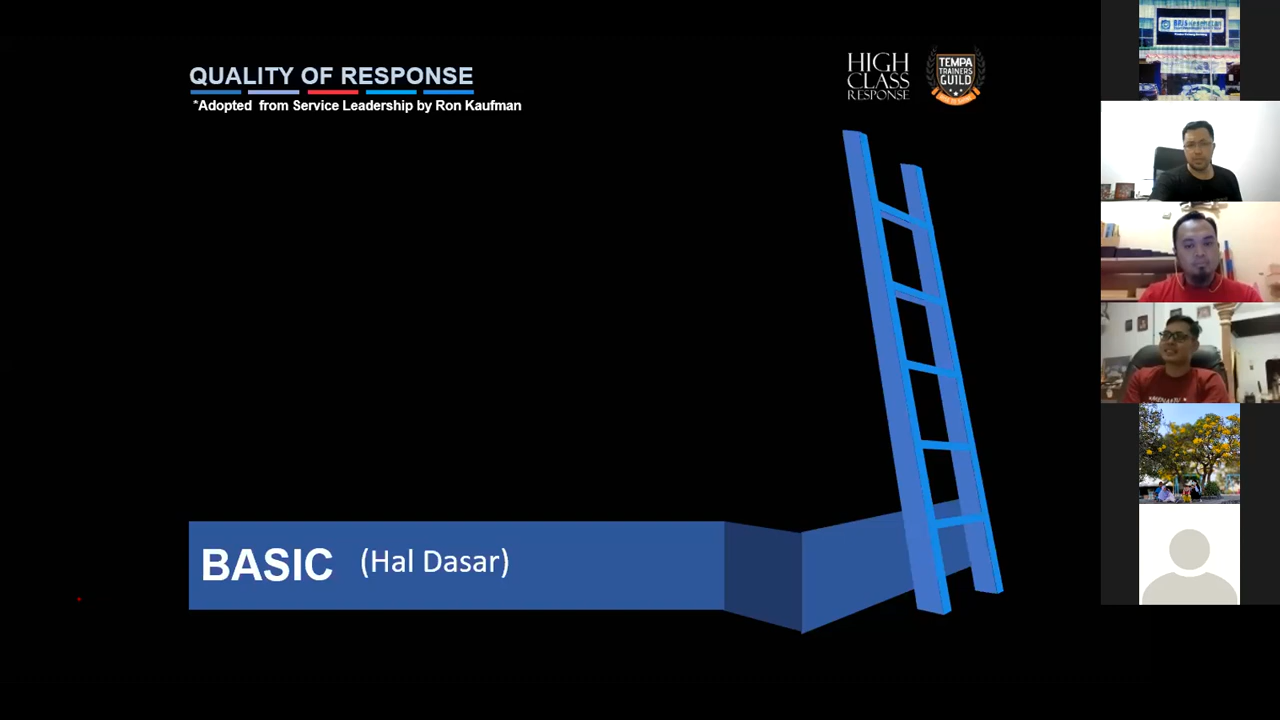 QUALITY OF RESPONSE
*Adopted from Service Leadership by Ron Kaufman
HIGH
CLASS
RESPONSE
TEMPA
TRAINERS
GUILD
BASIC (Hal Dasar)